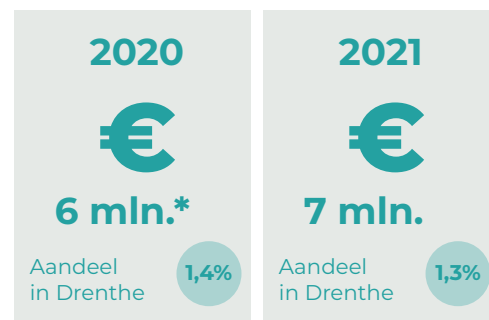 2020
€
6 mln.*
Aandeel
in Drenthe
1,4%
2021
€
7 mln.
Aandeel
in Drenthe
1,3%